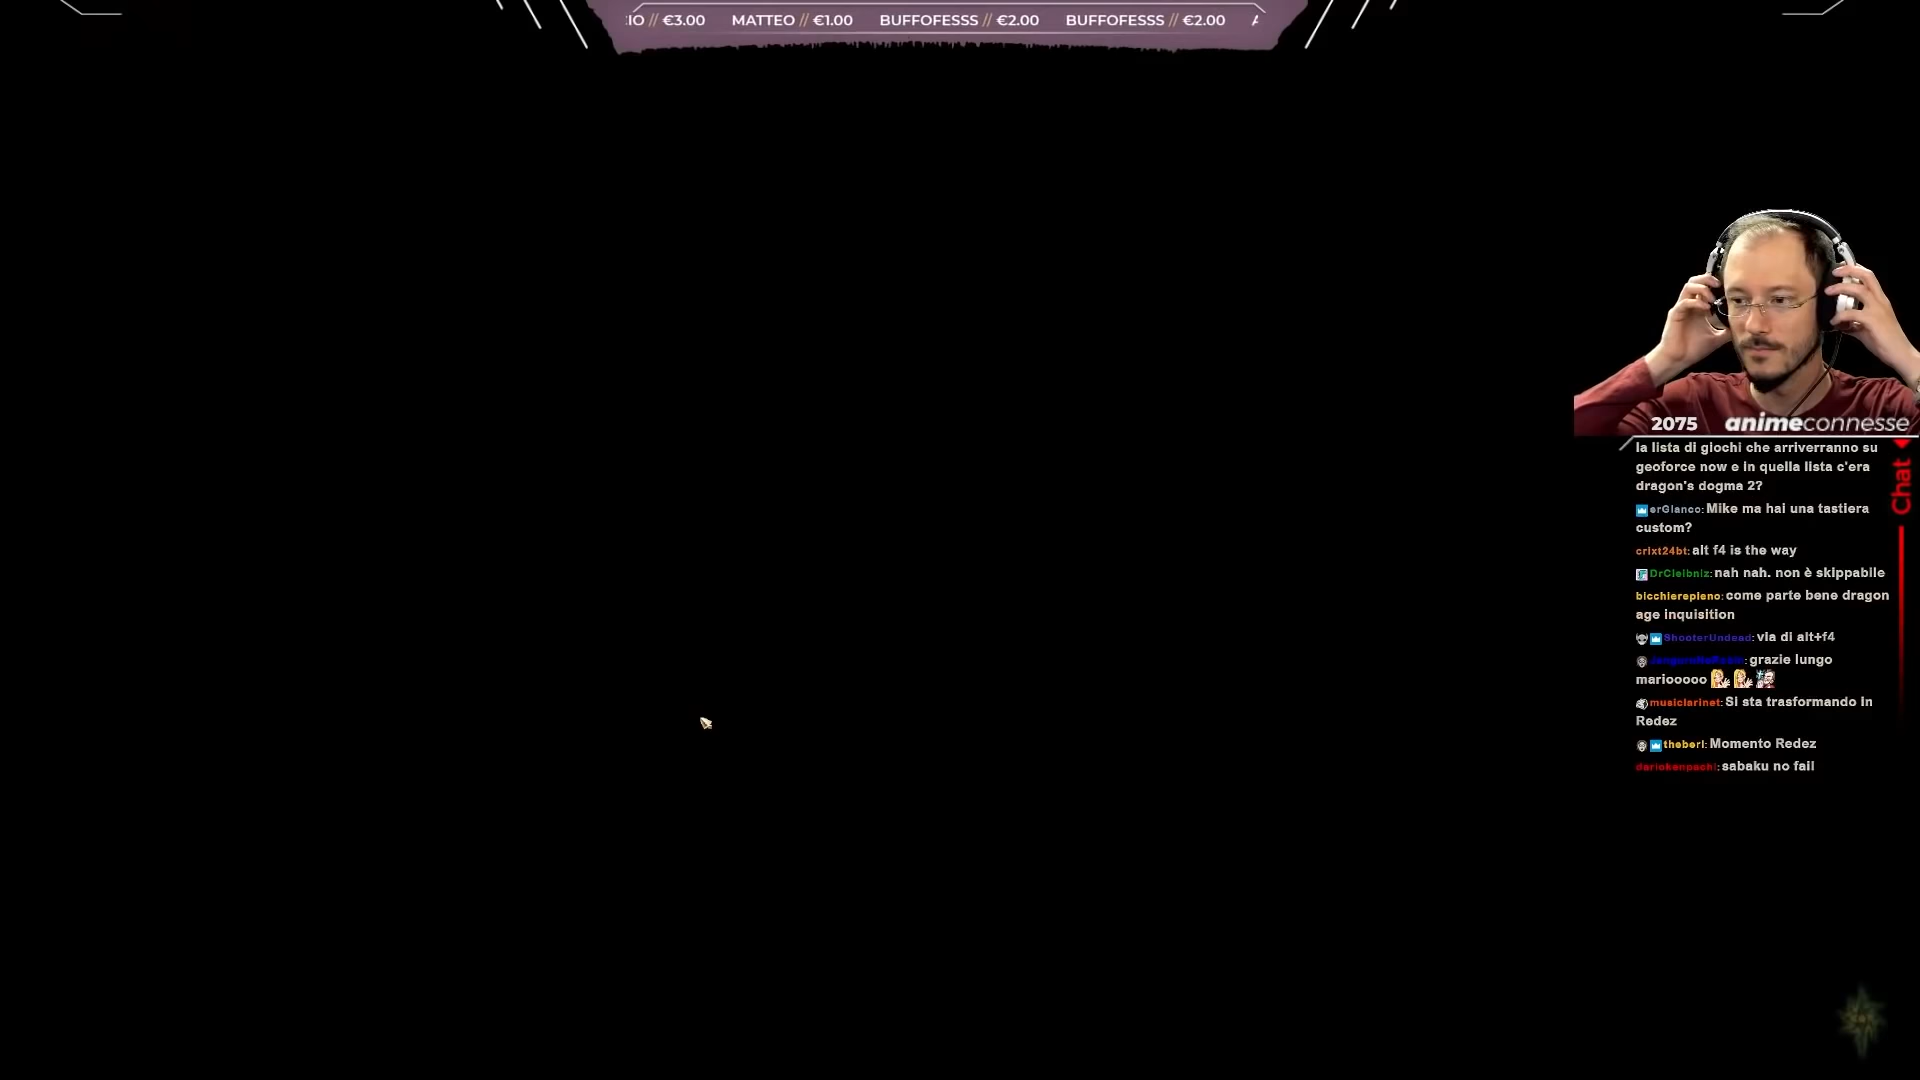 IO // €3.00 MATTEO // €1.00 BUFFOFESSS // €2.00 BUFFOFESSS // €2.00
2075 animeconnesse
Chat
la lista di giochi che arriverranno su
geoforce now e in quella lista c'era
dragon's dogma 2?
erGianco: Mike ma hai una tastiera
custom?
crixt24bt: alt f4 is the way
DrCleibniz: nah nah. non è skippabile
bicchierepieno: come parte bene dragon
age inquisition
ShooterUndead: via di alt+f4
: grazie lungo
mariooooo
musiclarinet: Si sta trasformando in
Redez
theberl: Momento Redez
dariokenpachi: sabaku no fail